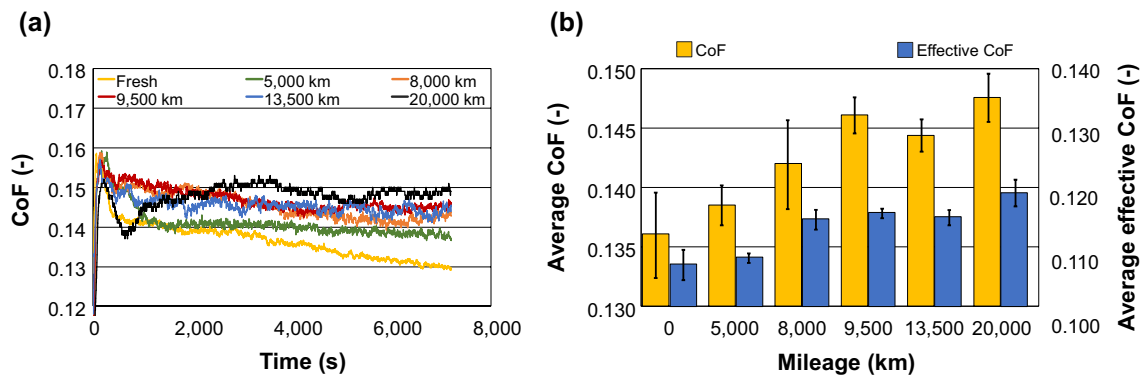 (a)
CoF (-)
0.18
0.17
0.16
0.15
0.14
0.13
0.12
Fresh 5,000 km 8,000 km
9,500 km 13,500 km 20,000 km
0 2,000 4,000 6,000 8,000
Time (s)
(b)
CoF Effective CoF
Average CoF (-)
0.150
0.145
0.140
0.135
0.130
0.140
0.130
0.120
0.110
0.100
Average effective CoF (-)
0 5,000 8,000 9,500 13,500 20,000
Mileage (km)